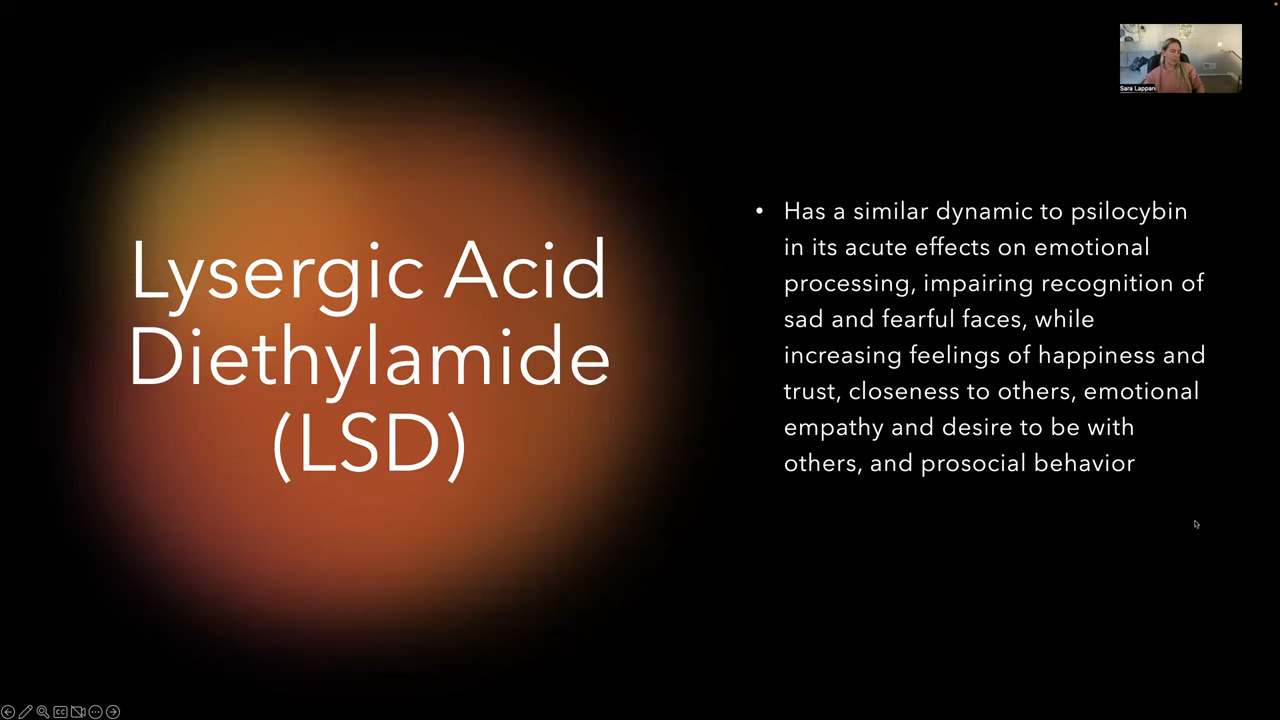 Sara Lappan
Lysergic Acid
Diethylamide
(LSD)
• Has a similar dynamic to psilocybin
in its acute effects on emotional
processing, impairing recognition of
sad and fearful faces, while
increasing feelings of happiness and
trust, closeness to others, emotional
empathy and desire to be with
others, and prosocial behavior
CC